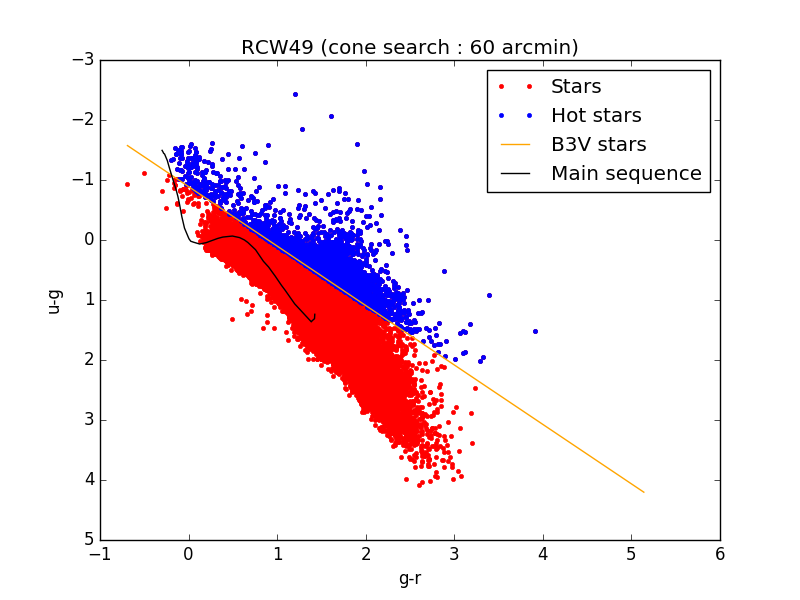 RCW49 (cone search : 60 arcmin)
Stars
Hot stars
B3V stars
Main sequence
u-g
−3
−2
−1
0
1
2
3
4
5
−1 0 1 2 3 4 5 6
g-r